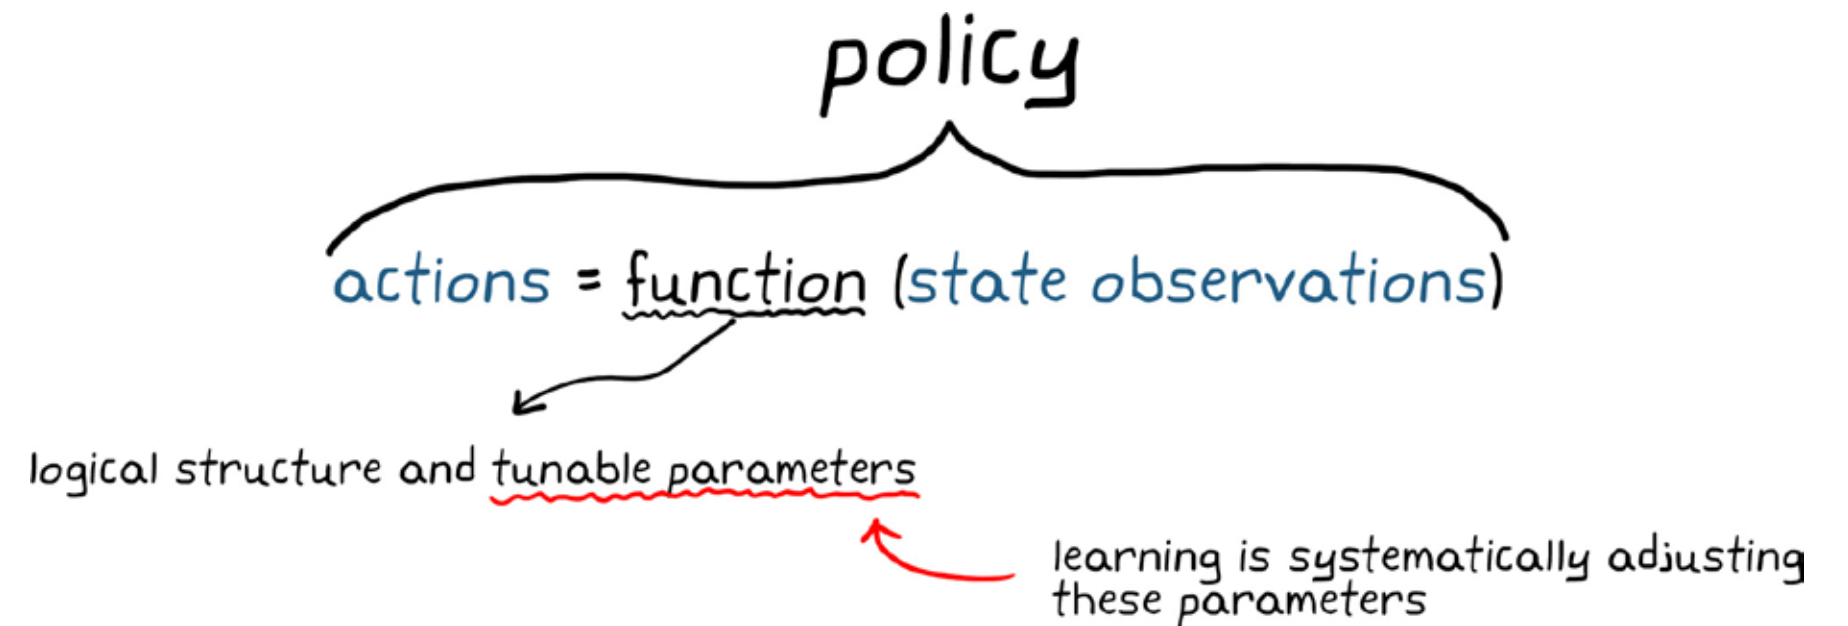 policy
actions = function (state observations)
logical structure and tunable parameters
learning is systematically adjusting
these parameters